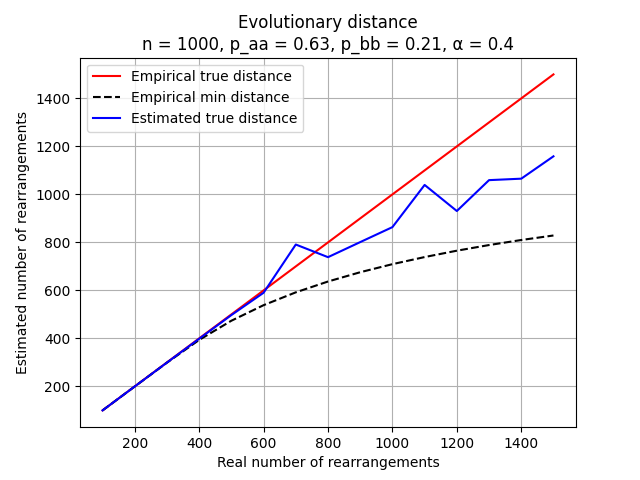 Evolutionary distance
n = 1000, p_aa = 0.63, p_bb = 0.21, α = 0.4
Empirical true distance
Empirical min distance
Estimated true distance
Estimated number of rearrangements
1400
1200
1000
800
600
400
200
200 400 600 800 1000 1200 1400
Real number of rearrangements